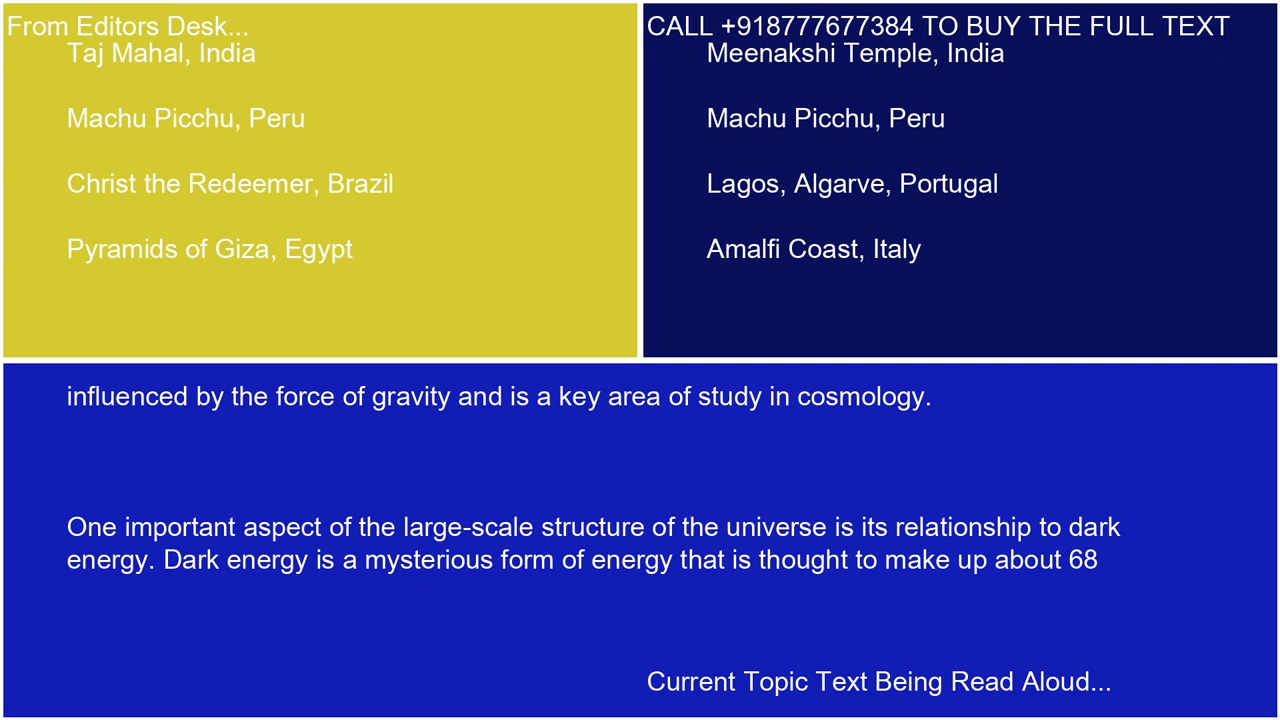 From Editors Desk...
Taj Mahal, India
Machu Picchu, Peru
Christ the Redeemer, Brazil
Pyramids of Giza, Egypt
CALL +918777677384 TO BUY THE FULL TEXT
Meenakshi Temple, India
Machu Picchu, Peru
Lagos, Algarve, Portugal
Amalfi Coast, Italy
influenced by the force of gravity and is a key area of study in cosmology.
One important aspect of the large-scale structure of the universe is its relationship to dark
energy. Dark energy is a mysterious form of energy that is thought to make up about 68
Current Topic Text Being Read Aloud...